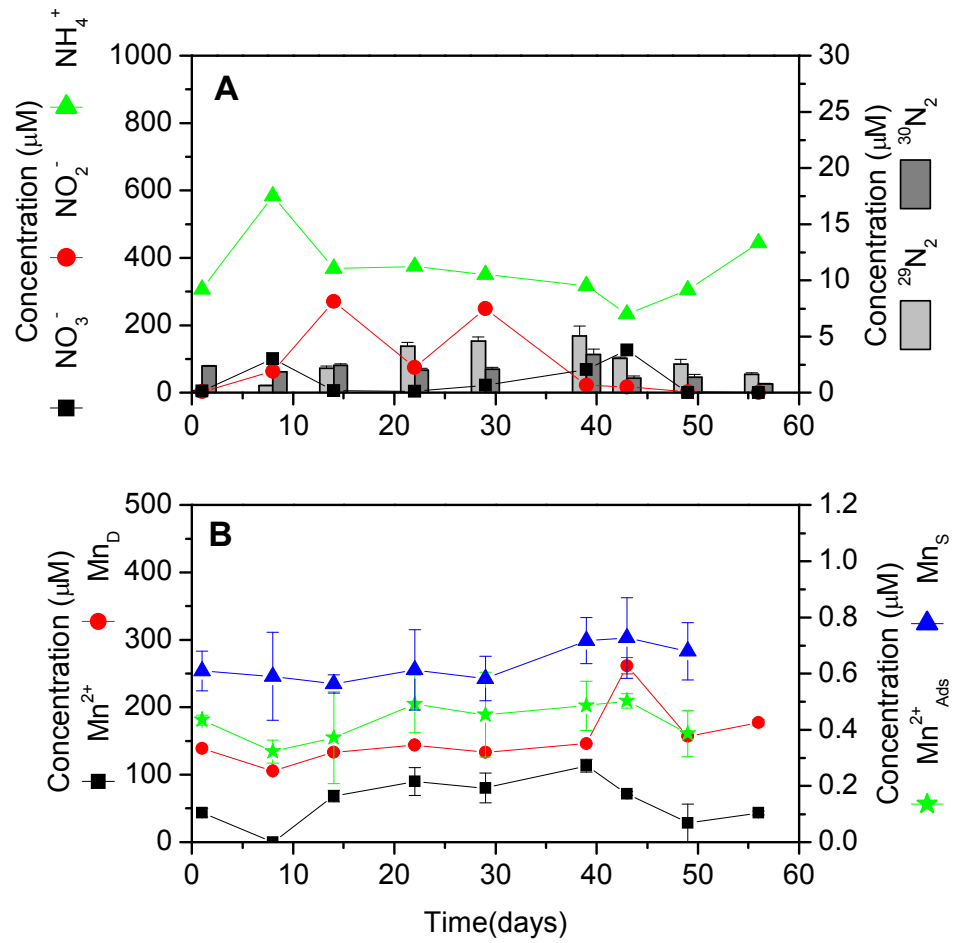 A
Concentration (μM)
NO₃⁻ NO₂⁻ NH₄⁺
1000
800
600
400
200
0
30
25
20
15
10
5
0
Concentration (μM)
²⁹N₂ ³⁰N₂
0 10 20 30 40 50 60
B
Concentration (μM)
Mn²⁺ Mn_D
500
400
300
200
100
0
1.2
1.0
0.8
0.6
0.4
0.2
0.0
Concentration (μM)
Mn²⁺_Ads Mn_S
0 10 20 30 40 50 60
Time(days)